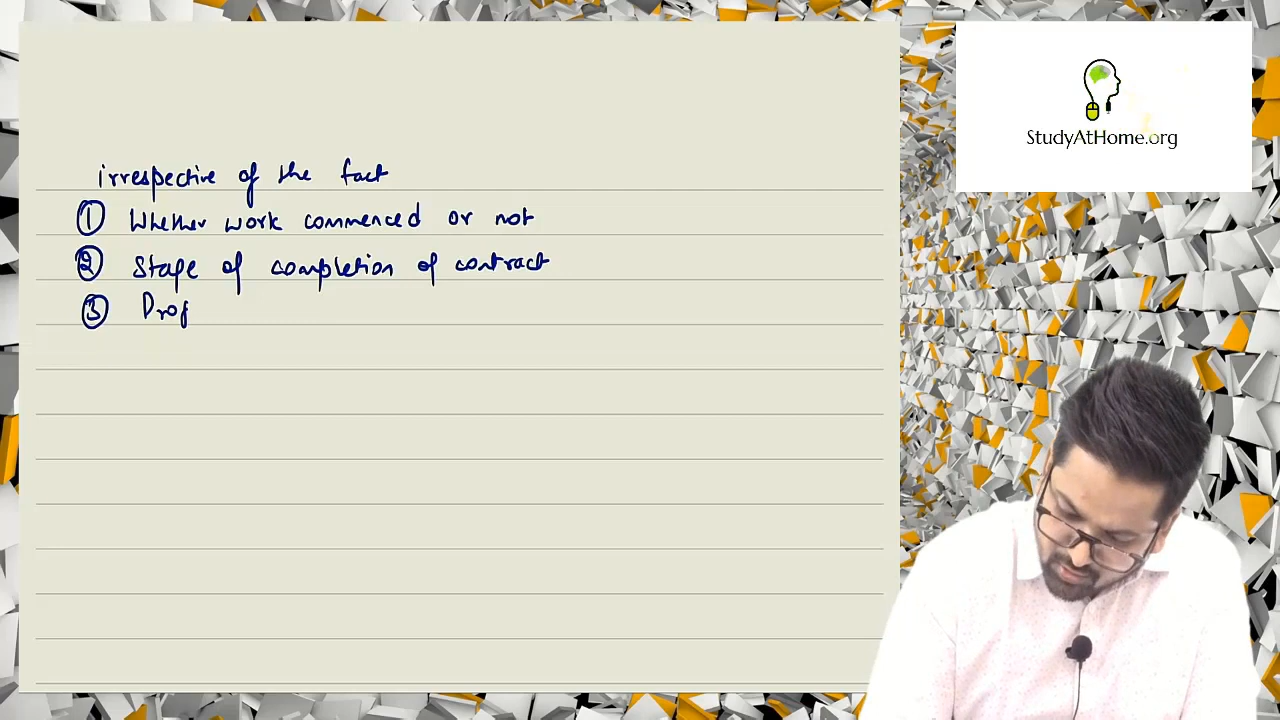 irrespective of the fact
① Whether work commenced or not
② Stage of completion of contract
③ Prof
StudyAtHome.org